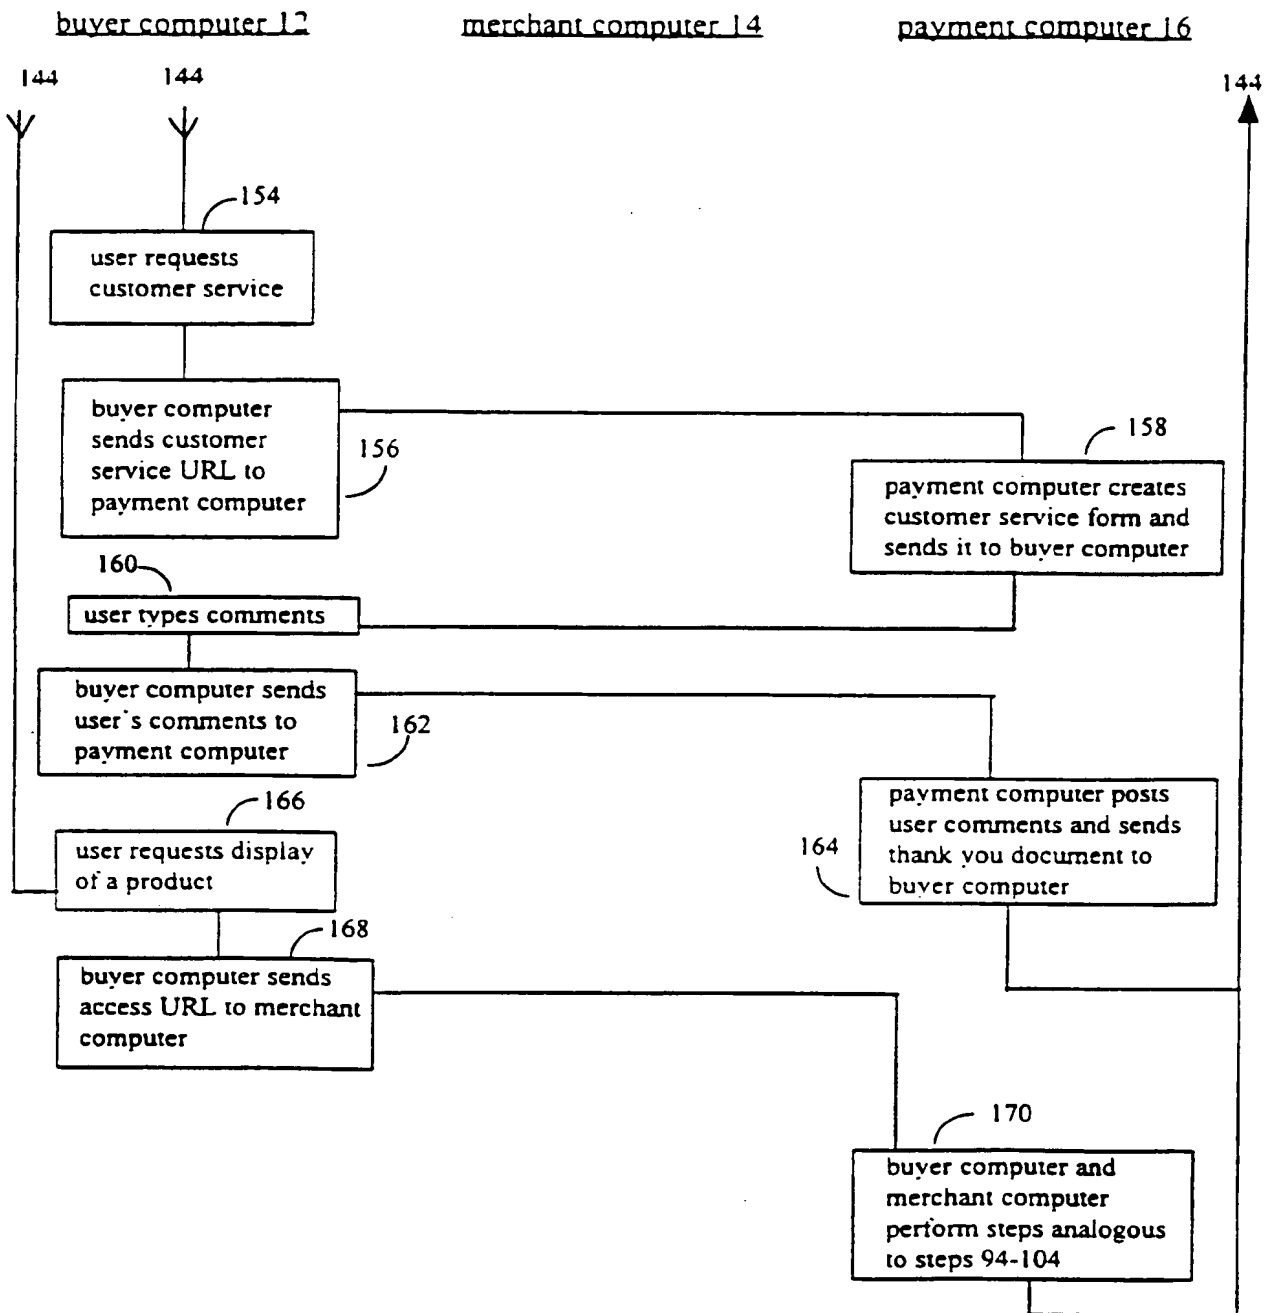 buyer computer 12
merchant computer 14
payment computer 16
144
144
144
154
user requests
customer service
buyer computer
sends customer
service URL to
payment computer
156
158
payment computer creates
customer service form and
sends it to buyer computer
160
user types comments
buyer computer sends
user's comments to
payment computer
162
payment computer posts
user comments and sends
thank you document to
buyer computer
164
166
user requests display
of a product
168
buyer computer sends
access URL to merchant
computer
170
buyer computer and
merchant computer
perform steps analogous
to steps 94-104